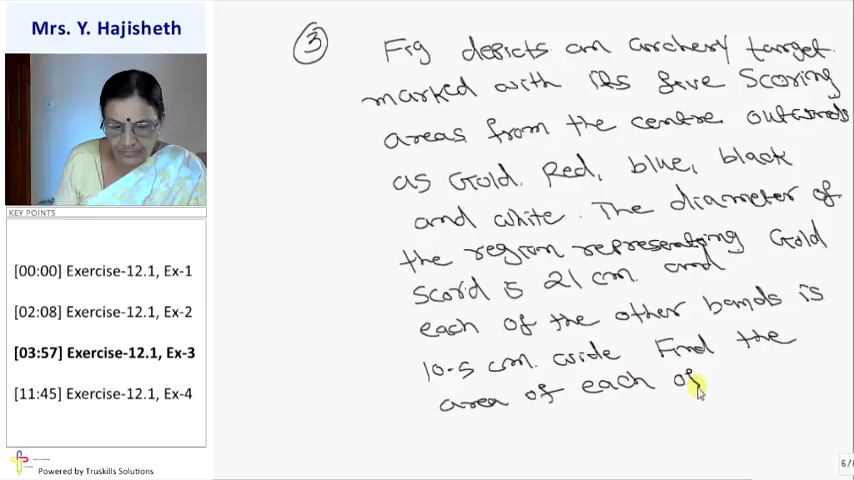 Mrs. Y. Hajisheth
KEY POINTS
[00:00] Exercise-12.1, Ex-1
[02:08] Exercise-12.1, Ex-2
[03:57] Exercise-12.1, Ex-3
[11:45] Exercise-12.1, Ex-4
Powered by Truskills Solutions
③ Fig depicts an archery target
marked with its five Scoring
areas from the centre outwards
as Gold. Red, blue, black
and white. The diameter of
the region representing Gold
Scord is 21 cm. and
each of the other bands is
10.5 cm. wide Find the
area of each of
6/